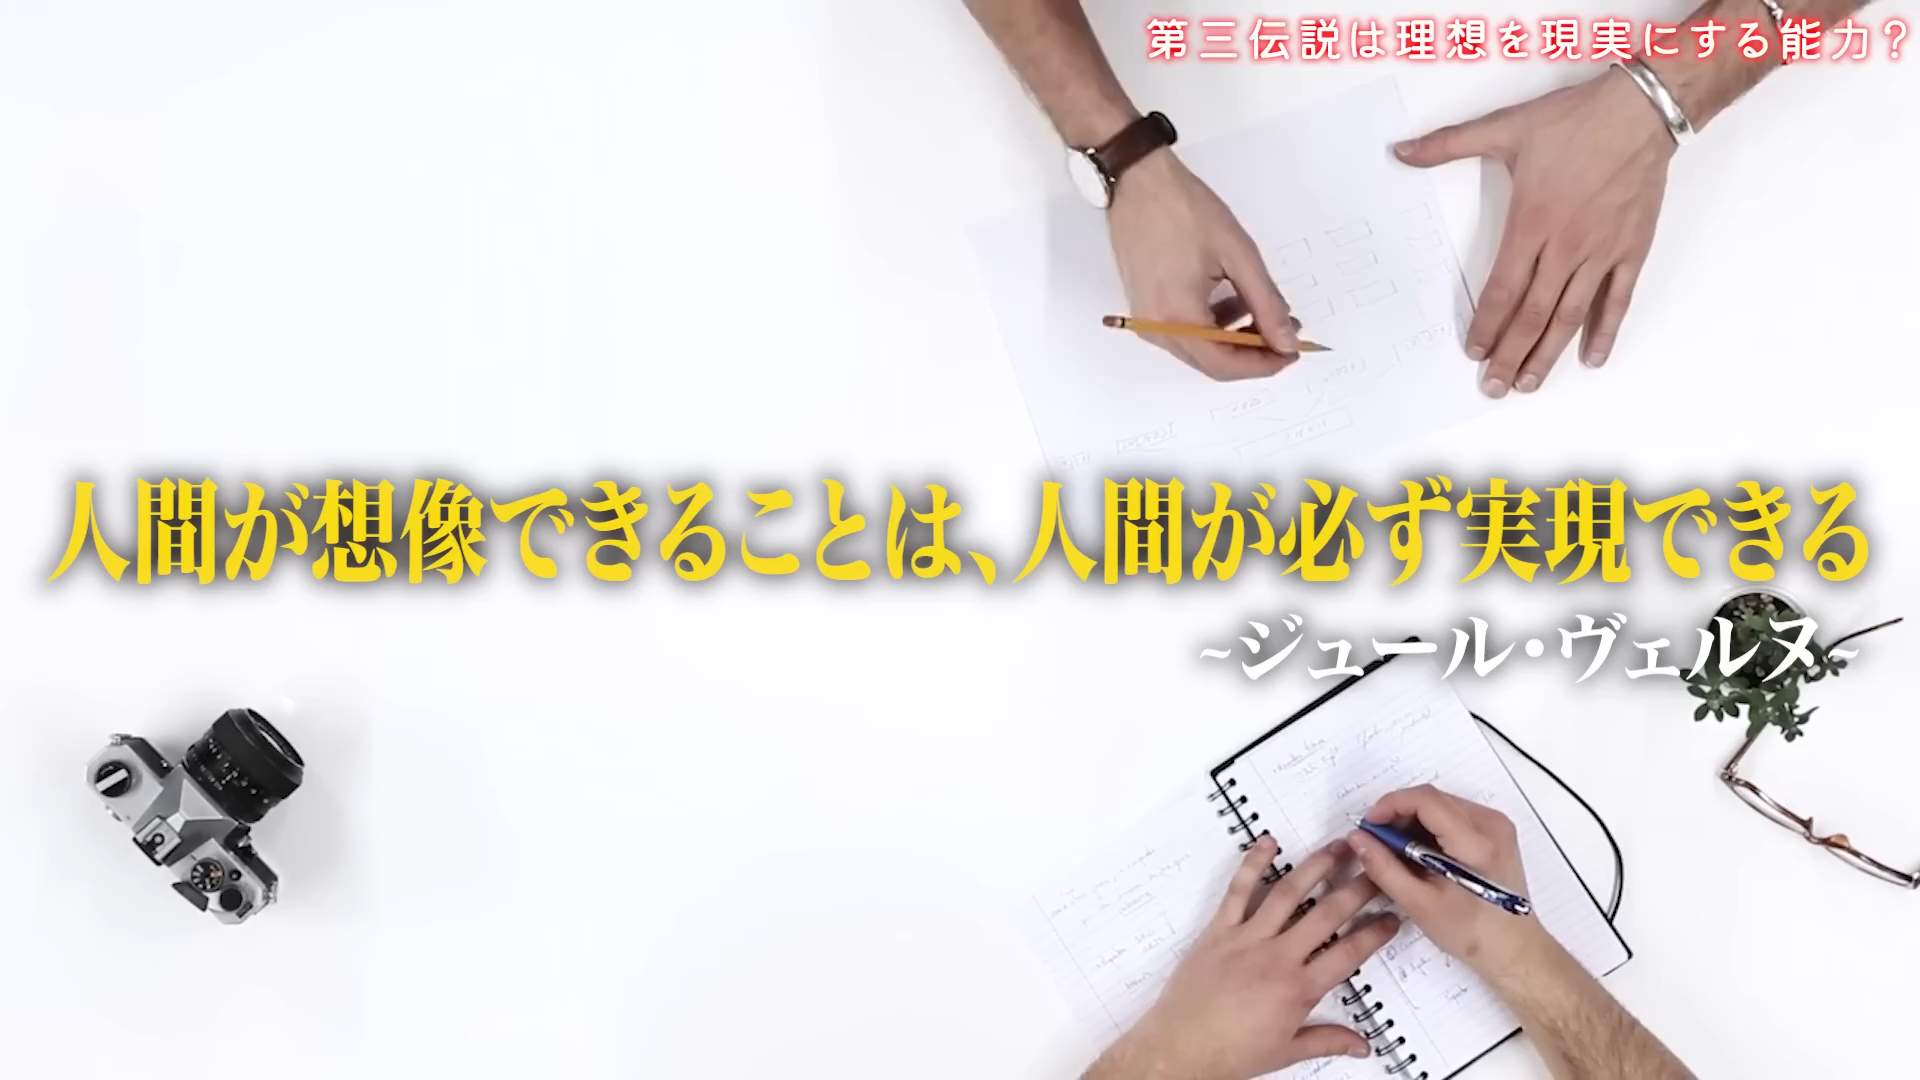 第三伝説は理想を現実にする能力？
人間が想像できることは、人間が必ず実現できる
~ジュール・ヴェルヌ~